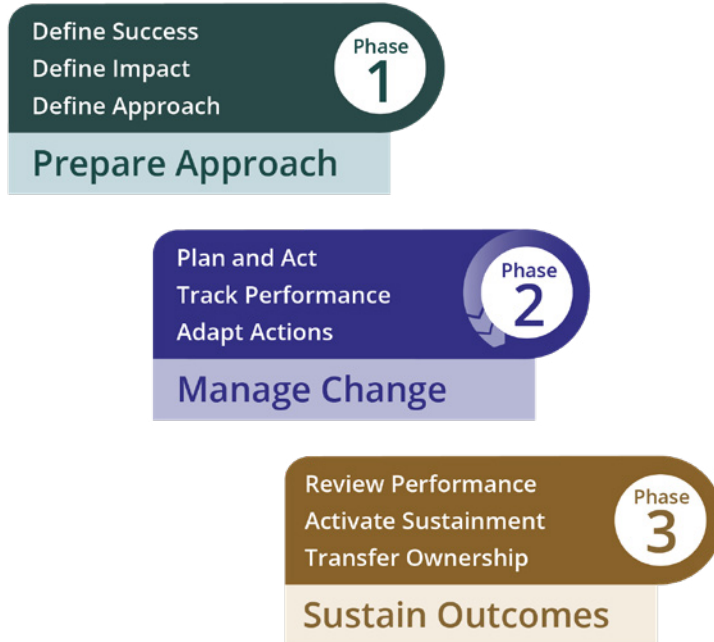 Define Success
Define Impact
Define Approach
Phase
1
Prepare Approach
Plan and Act
Track Performance
Adapt Actions
Phase
2
Manage Change
Review Performance
Activate Sustainment
Transfer Ownership
Phase
3
Sustain Outcomes